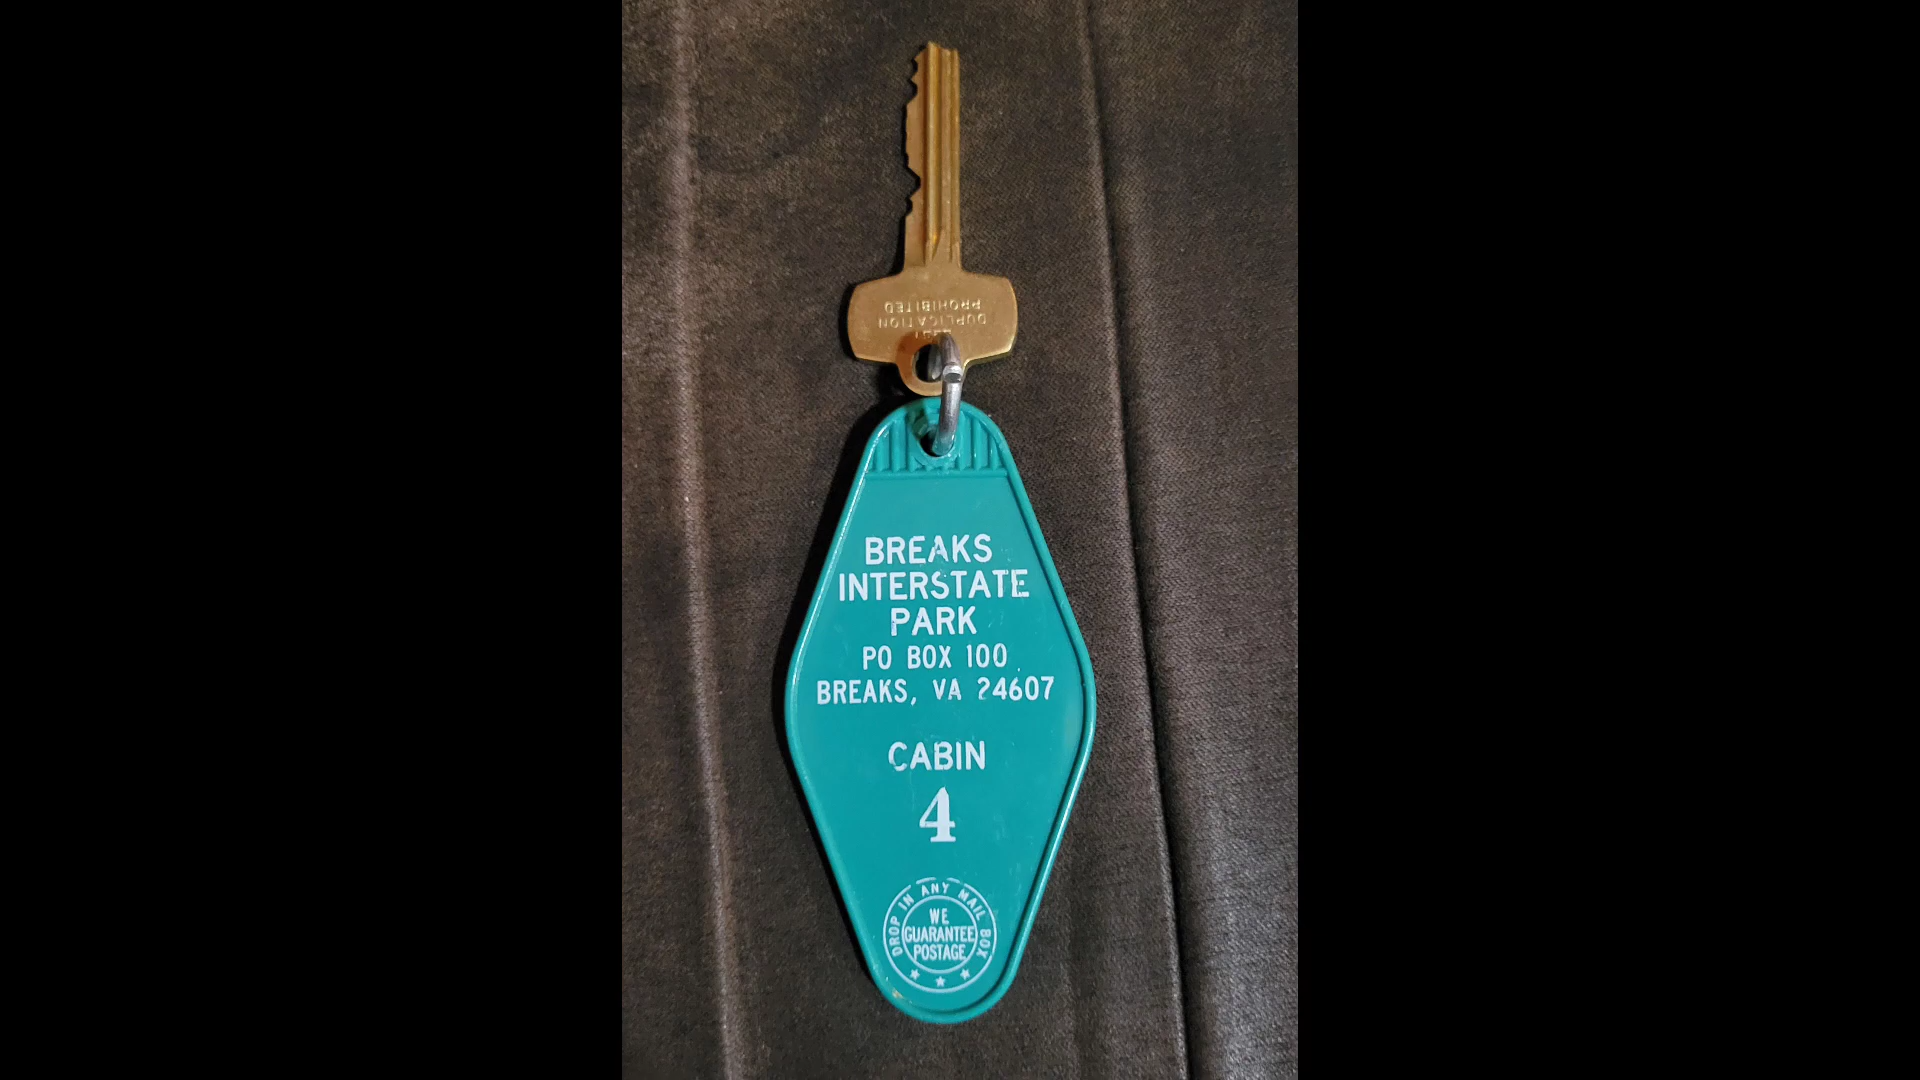 DUPLICATION
PROHIBITED
BREAKS
INTERSTATE
PARK
PO BOX 100
BREAKS, VA 24607
CABIN
4
DROP IN ANY MAIL BOX
WE
GUARANTEE
POSTAGE